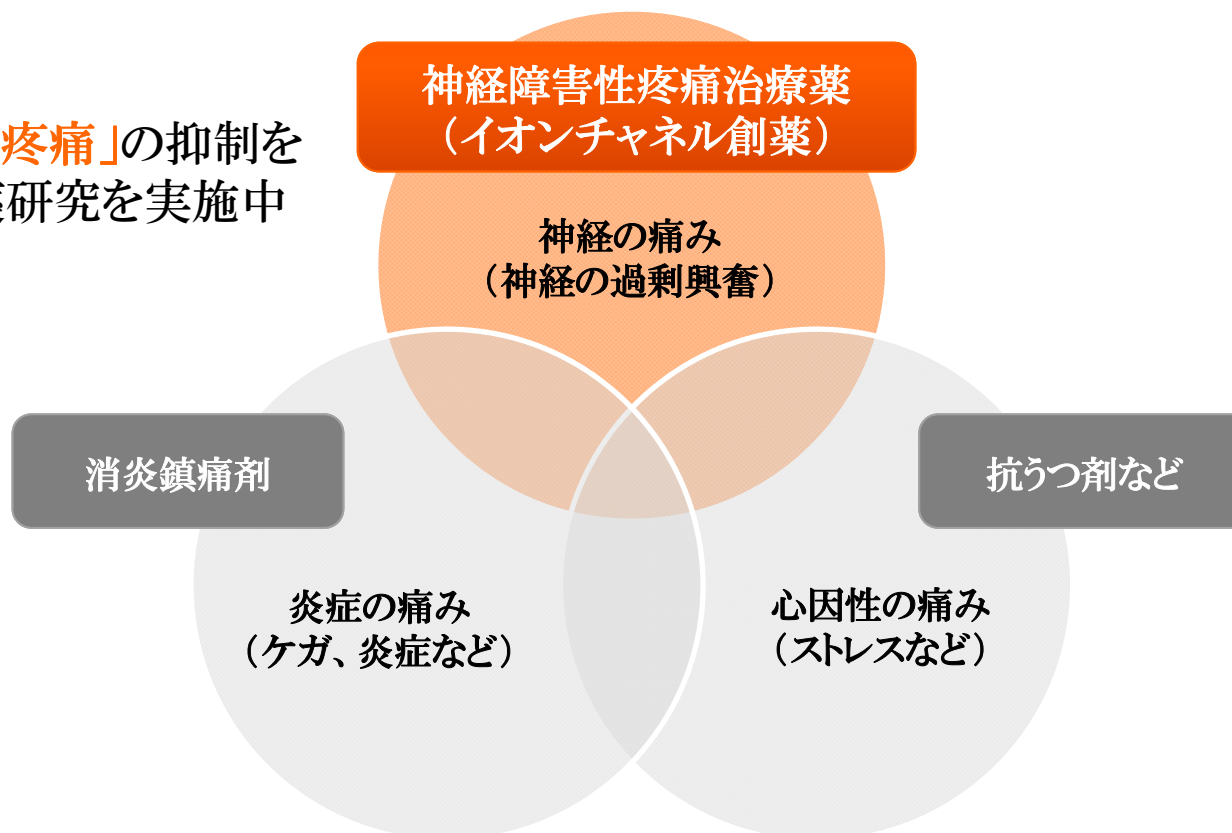 神経障害性疼痛治療薬
（イオンチャネル創薬）
疼痛」の抑制を
研究を実施中
神経の痛み
（神経の過剰興奮）
消炎鎮痛剤
抗うつ剤など
炎症の痛み
（ケガ、炎症など）
心因性の痛み
（ストレスなど）